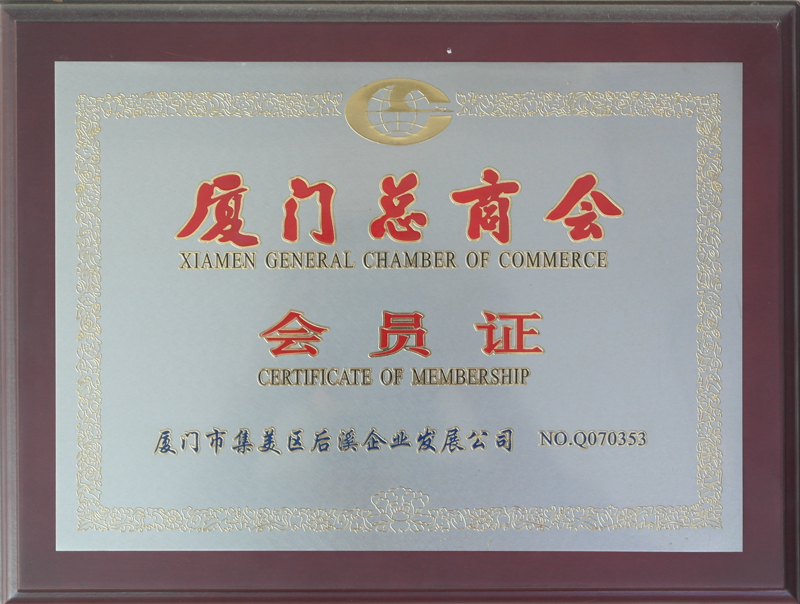 厦门总商会
XIAMEN GENERAL CHAMBER OF COMMERCE
会员证
CERTIFICATE OF MEMBERSHIP
厦门市集美区后溪企业发展公司 NO.Q070353